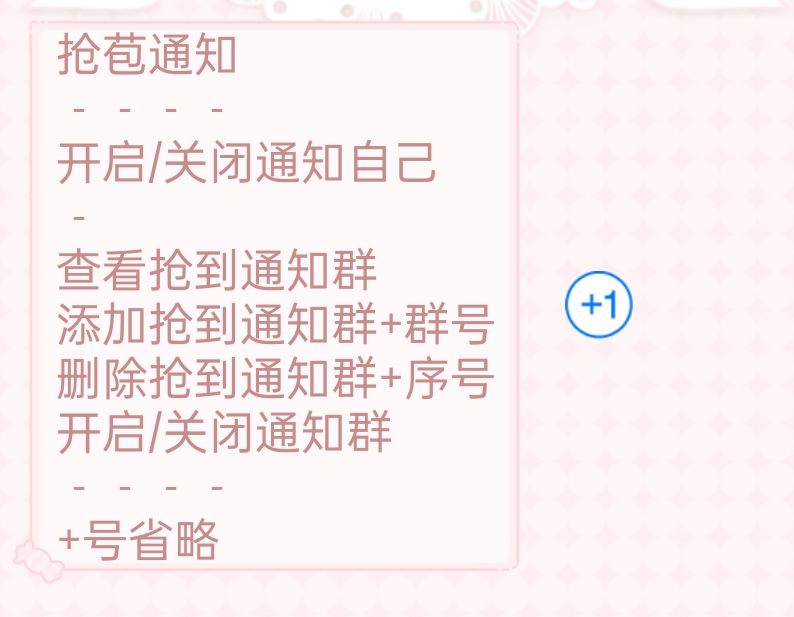 抢苞通知
- - - -
开启/关闭通知自己
-
查看抢到通知群
添加抢到通知群+群号
删除抢到通知群+序号
开启/关闭通知群
- - - -
+号省略
+1